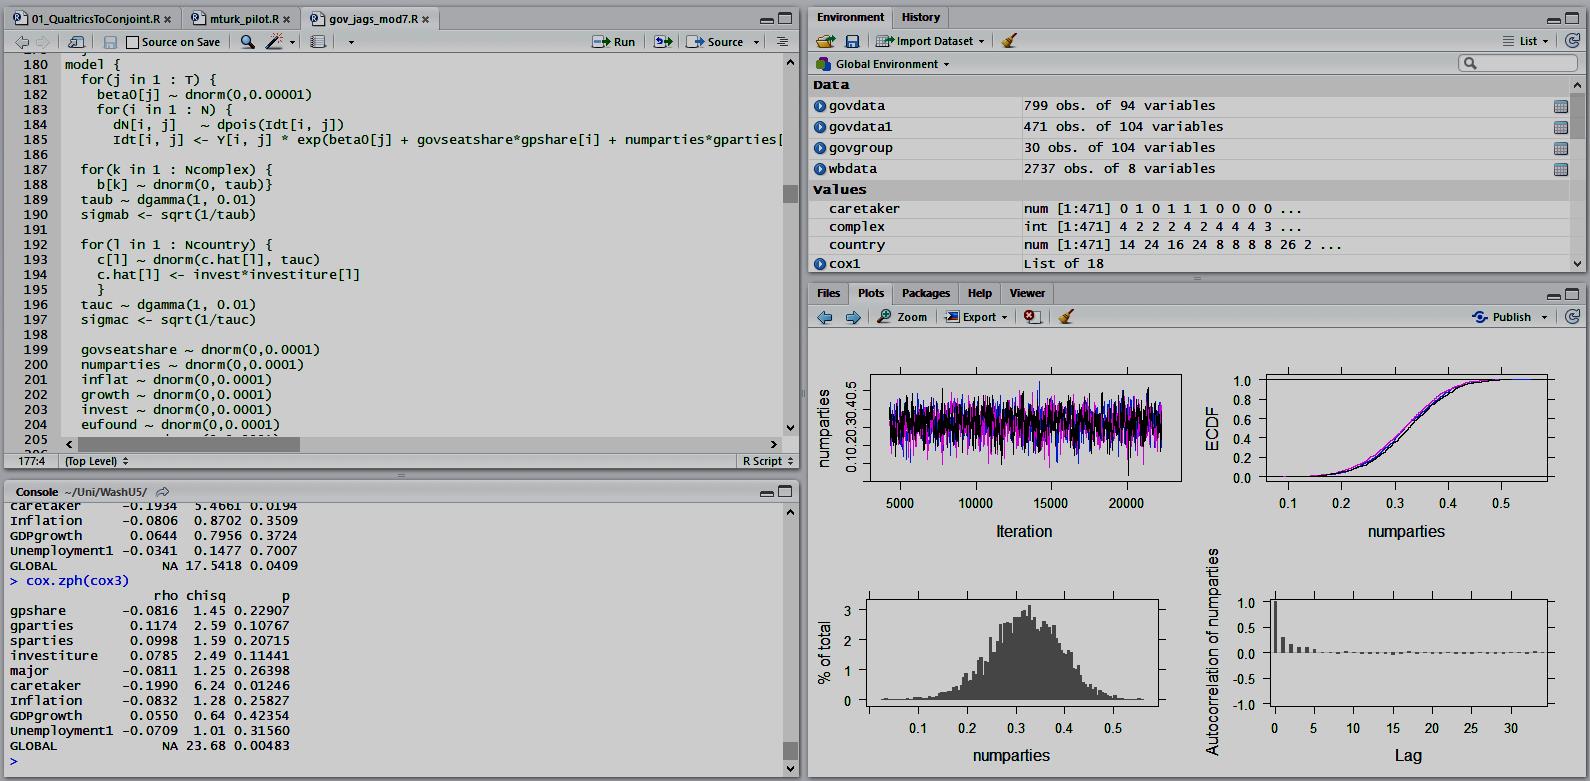 01_QualtricsToConjoint.R
mturk_pilot.R
gov_jags_mod7.R
Source on Save
Run
Source
180 model {
181 for(j in 1 : T) {
182 beta0[j] ~ dnorm(0,0.00001)
183 for(i in 1 : N) {
184 dN[i, j] ~ dpois(Idt[i, j])
185 Idt[i, j] <- Y[i, j] * exp(beta0[j] + govseatshare*gpshare[i] + numparties*gparties[
186
187 for(k in 1 : Ncomplex) {
188 b[k] ~ dnorm(0, taub)}
189 taub ~ dgamma(1, 0.01)
190 sigmab <- sqrt(1/taub)
191
192 for(l in 1 : Ncountry) {
193 c[l] ~ dnorm(c.hat[l], tauc)
194 c.hat[l] <- invest*investiture[l]
195 }
196 tauc ~ dgamma(1, 0.01)
197 sigmac <- sqrt(1/tauc)
198
199 govseatshare ~ dnorm(0,0.0001)
200 numparties ~ dnorm(0,0.0001)
201 inflat ~ dnorm(0,0.0001)
202 growth ~ dnorm(0,0.0001)
203 invest ~ dnorm(0,0.0001)
204 eufound ~ dnorm(0,0.0001)
205
177:4 (Top Level) R Script
Console ~/Uni/WashU5/
caretaker -0.1934 5.4661 0.0194
Inflation -0.0806 0.8702 0.3509
GDPgrowth 0.0644 0.7956 0.3724
Unemployment1 -0.0341 0.1477 0.7007
GLOBAL NA 17.5418 0.0409
> cox.zph(cox3)
rho chisq p
gpshare -0.0816 1.45 0.22907
gparties 0.1174 2.59 0.10767
sparties 0.0998 1.59 0.20715
investiture 0.0785 2.49 0.11441
major -0.0811 1.25 0.26398
caretaker -0.1990 6.24 0.01246
Inflation -0.0832 1.28 0.25827
GDPgrowth 0.0550 0.64 0.42354
Unemployment1 -0.0709 1.01 0.31560
GLOBAL NA 23.68 0.00483
>
Environment History
Import Dataset
List
Global Environment
Data
govdata 799 obs. of 94 variables
govdata1 471 obs. of 104 variables
govgroup 30 obs. of 104 variables
wbdata 2737 obs. of 8 variables
Values
caretaker num [1:471] 0 1 0 1 1 1 0 0 0 0 ...
complex int [1:471] 4 2 2 2 4 2 4 4 4 3 ...
country num [1:471] 14 24 16 24 8 8 8 8 26 2 ...
cox1 List of 18
Files Plots Packages Help Viewer
Zoom Export Publish
numparties
0.10.20.30.40.5
5000 10000 15000 20000
Iteration
ECDF
1.0
0.8
0.6
0.4
0.2
0.0
0.1 0.2 0.3 0.4 0.5
numparties
% of total
3
2
1
0
0.1 0.2 0.3 0.4 0.5
numparties
Autocorrelation of numparties
1.0
0.5
0.0
-0.5
-1.0
0 5 10 15 20 25 30
Lag